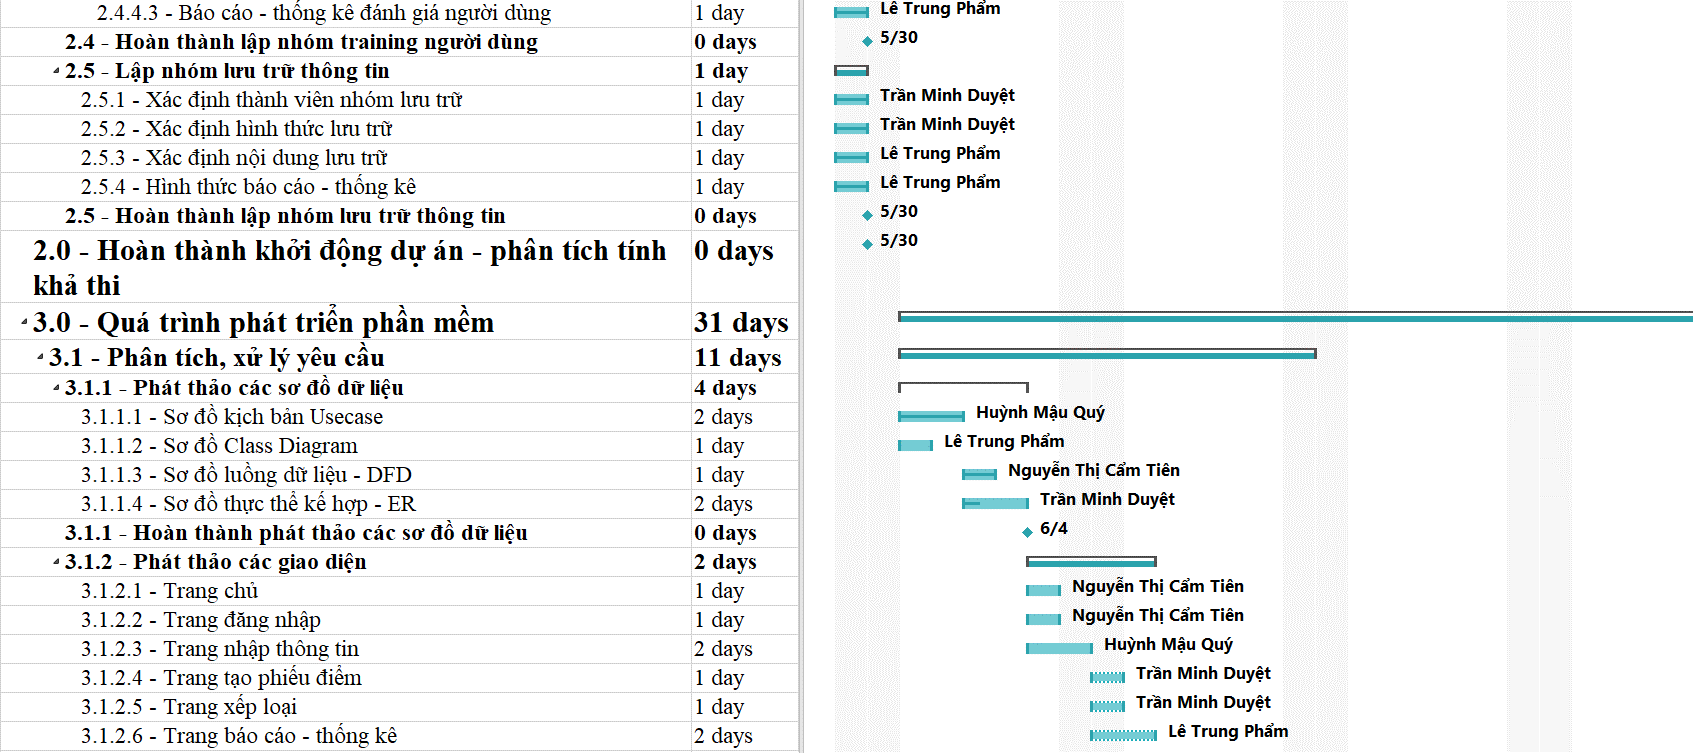 2.4.4.3 - Báo cáo - thống kê đánh giá người dùng 1 day Lê Trung Phẩm
2.4 - Hoàn thành lập nhóm training người dùng 0 days 5/30
2.5 - Lập nhóm lưu trữ thông tin 1 day
2.5.1 - Xác định thành viên nhóm lưu trữ 1 day Trần Minh Duyệt
2.5.2 - Xác định hình thức lưu trữ 1 day Trần Minh Duyệt
2.5.3 - Xác định nội dung lưu trữ 1 day Lê Trung Phẩm
2.5.4 - Hình thức báo cáo - thống kê 1 day Lê Trung Phẩm
2.5 - Hoàn thành lập nhóm lưu trữ thông tin 0 days 5/30
2.0 - Hoàn thành khởi động dự án - phân tích tính 0 days 5/30
khả thi
3.0 - Quá trình phát triển phần mềm 31 days
3.1 - Phân tích, xử lý yêu cầu 11 days
3.1.1 - Phát thảo các sơ đồ dữ liệu 4 days
3.1.1.1 - Sơ đồ kịch bản Usecase 2 days Huỳnh Mậu Quý
3.1.1.2 - Sơ đồ Class Diagram 1 day Lê Trung Phẩm
3.1.1.3 - Sơ đồ luồng dữ liệu - DFD 1 day Nguyễn Thị Cẩm Tiên
3.1.1.4 - Sơ đồ thực thể kế hợp - ER 2 days Trần Minh Duyệt
3.1.1 - Hoàn thành phát thảo các sơ đồ dữ liệu 0 days 6/4
3.1.2 - Phát thảo các giao diện 2 days
3.1.2.1 - Trang chủ 1 day Nguyễn Thị Cẩm Tiên
3.1.2.2 - Trang đăng nhập 1 day Nguyễn Thị Cẩm Tiên
3.1.2.3 - Trang nhập thông tin 2 days Huỳnh Mậu Quý
3.1.2.4 - Trang tạo phiếu điểm 1 day Trần Minh Duyệt
3.1.2.5 - Trang xếp loại 1 day Trần Minh Duyệt
3.1.2.6 - Trang báo cáo - thống kê 2 days Lê Trung Phẩm